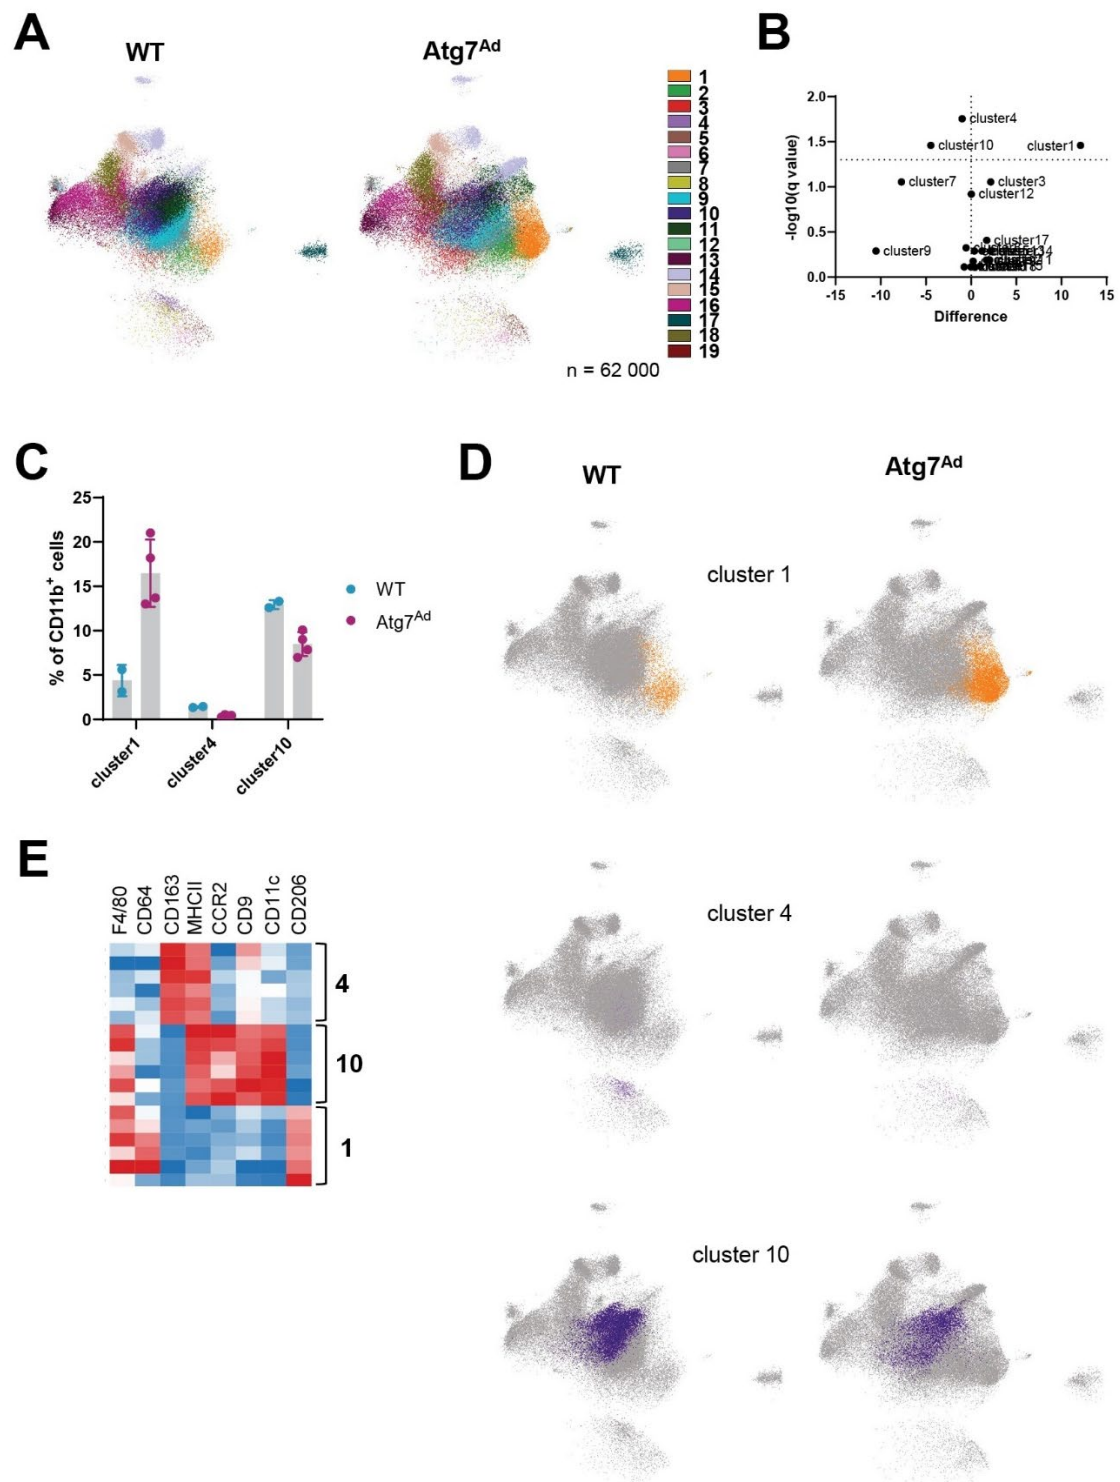 A
WT
Atg7Ad
1
2
3
4
5
6
7
8
9
10
11
12
13
14
15
16
17
18
19
n = 62 000
B
-log10(q value)
2.0
1.5
1.0
0.5
0.0
cluster4
cluster10
cluster1
cluster7
cluster3
cluster12
cluster17
cluster9
-15
-10
-5
0
5
10
15
Difference
C
% of CD11b+ cells
25
20
15
10
5
0
cluster1
cluster4
cluster10
WT
Atg7Ad
D
WT
Atg7Ad
cluster 1
cluster 4
cluster 10
E
F4/80
CD64
CD163
MHCII
CCR2
CD9
CD11c
CD206
4
10
1